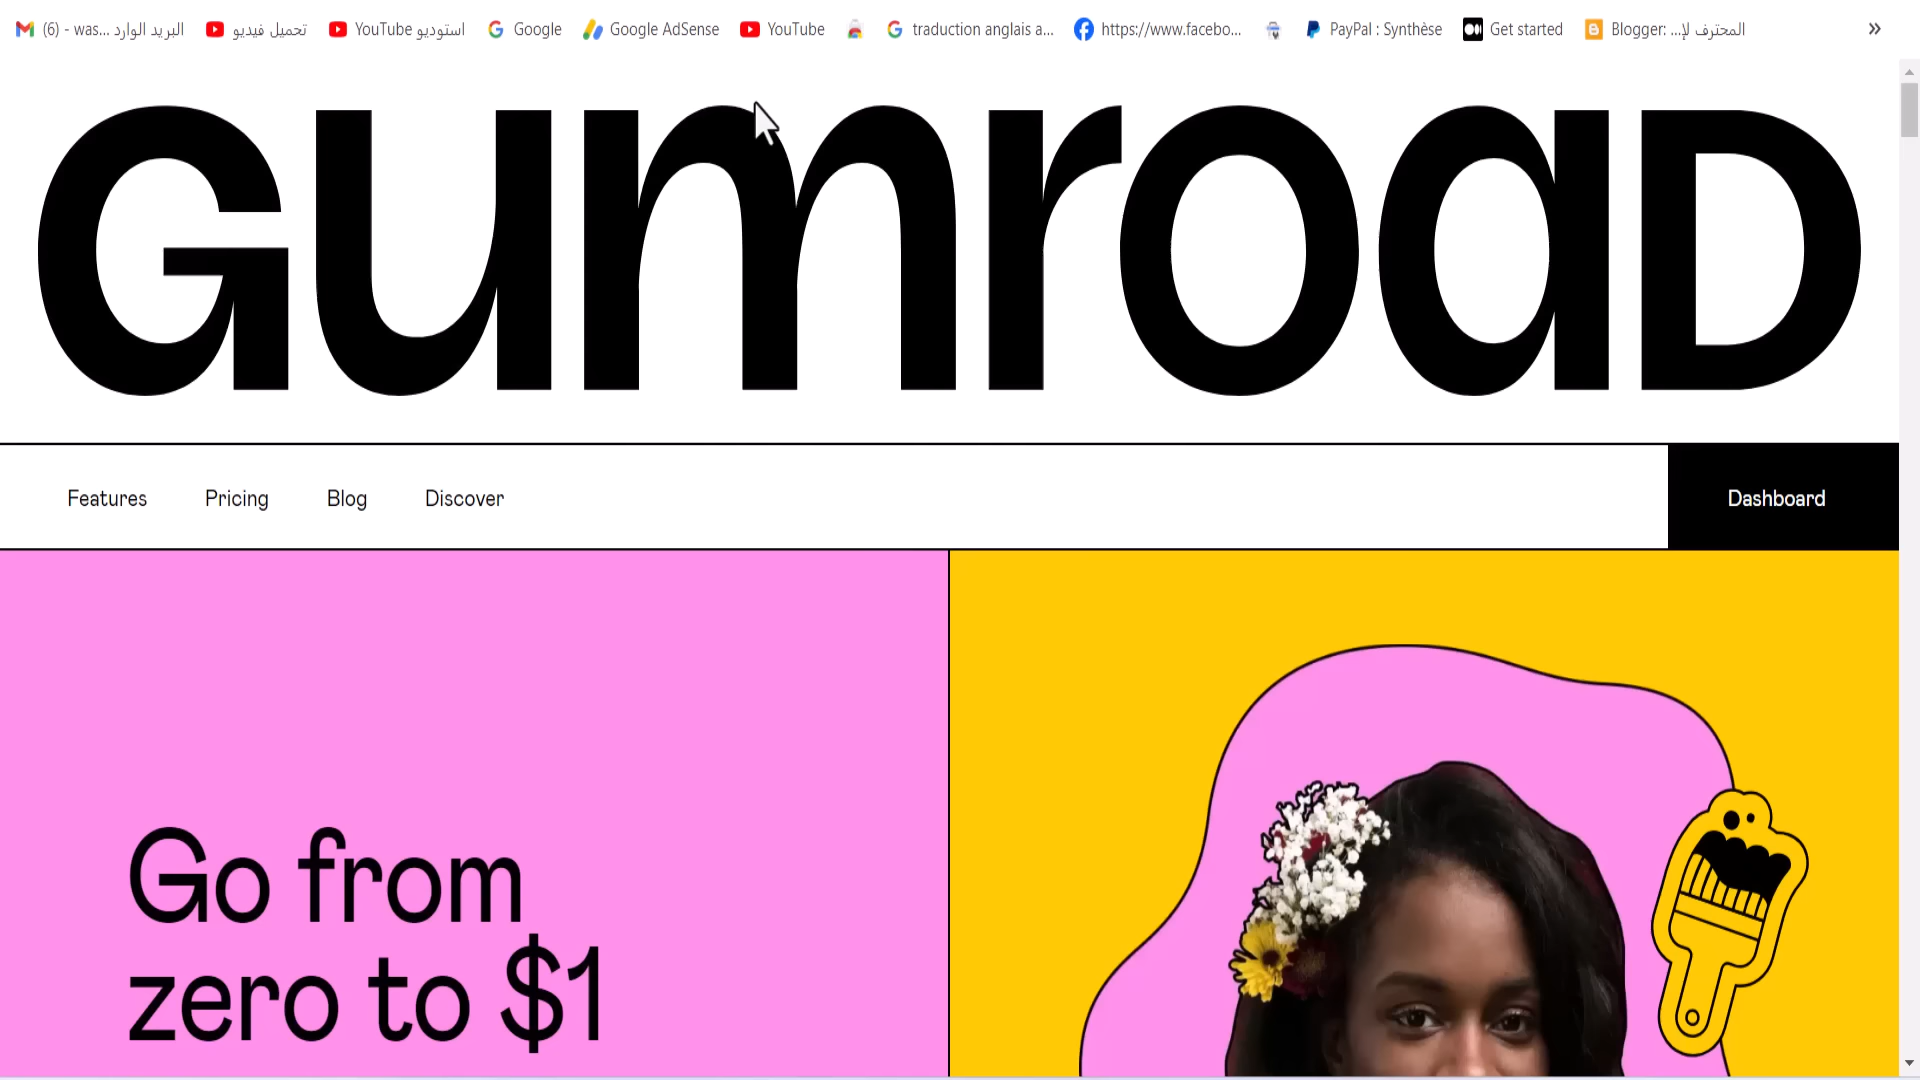 (6) - was... البريد الوارد
تحميل فيديو
YouTube استوديو
Google
Google AdSense
YouTube
traduction anglais a...
https://www.facebo...
PayPal : Synthèse
Get started
Blogger: ...المحترف لإ
Gumroad
Features
Pricing
Blog
Discover
Dashboard
Go from
zero to $1